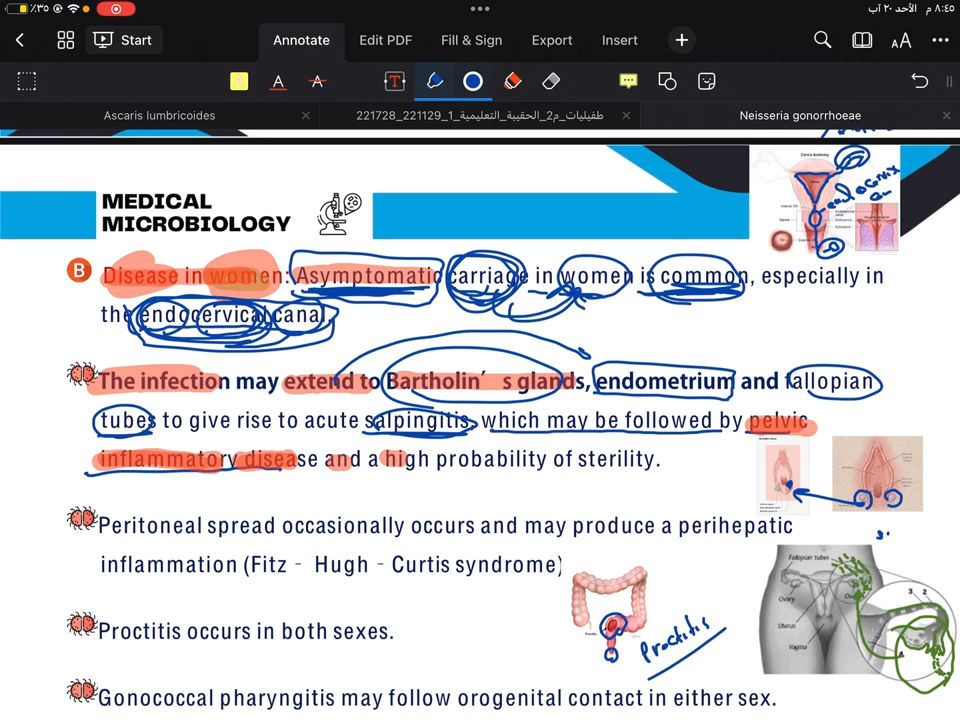 ٪٣٥
٨:٤٥ م الأحد ٢٠ آب
Start
Annotate
Edit PDF
Fill & Sign
Export
Insert
Ascaris lumbricoides
طفيليات_م2_الحقيبة_التعليمية_1_221129_221728
Neisseria gonorrhoeae
MEDICAL
MICROBIOLOGY
B Disease in women: Asymptomatic carriage in women is common, especially in
the endocervical canal.
The infection may extend to Bartholin's glands, endometrium and fallopian
tubes to give rise to acute salpingitis, which may be followed by pelvic
inflammatory disease and a high probability of sterility.
Peritoneal spread occasionally occurs and may produce a perihepatic
inflammation (Fitz - Hugh - Curtis syndrome)
Proctitis occurs in both sexes.
Proctitis
Fallopian tubes
Ovary
Uterus
Vagina
3 2
Gonococcal pharyngitis may follow orogenital contact in either sex.